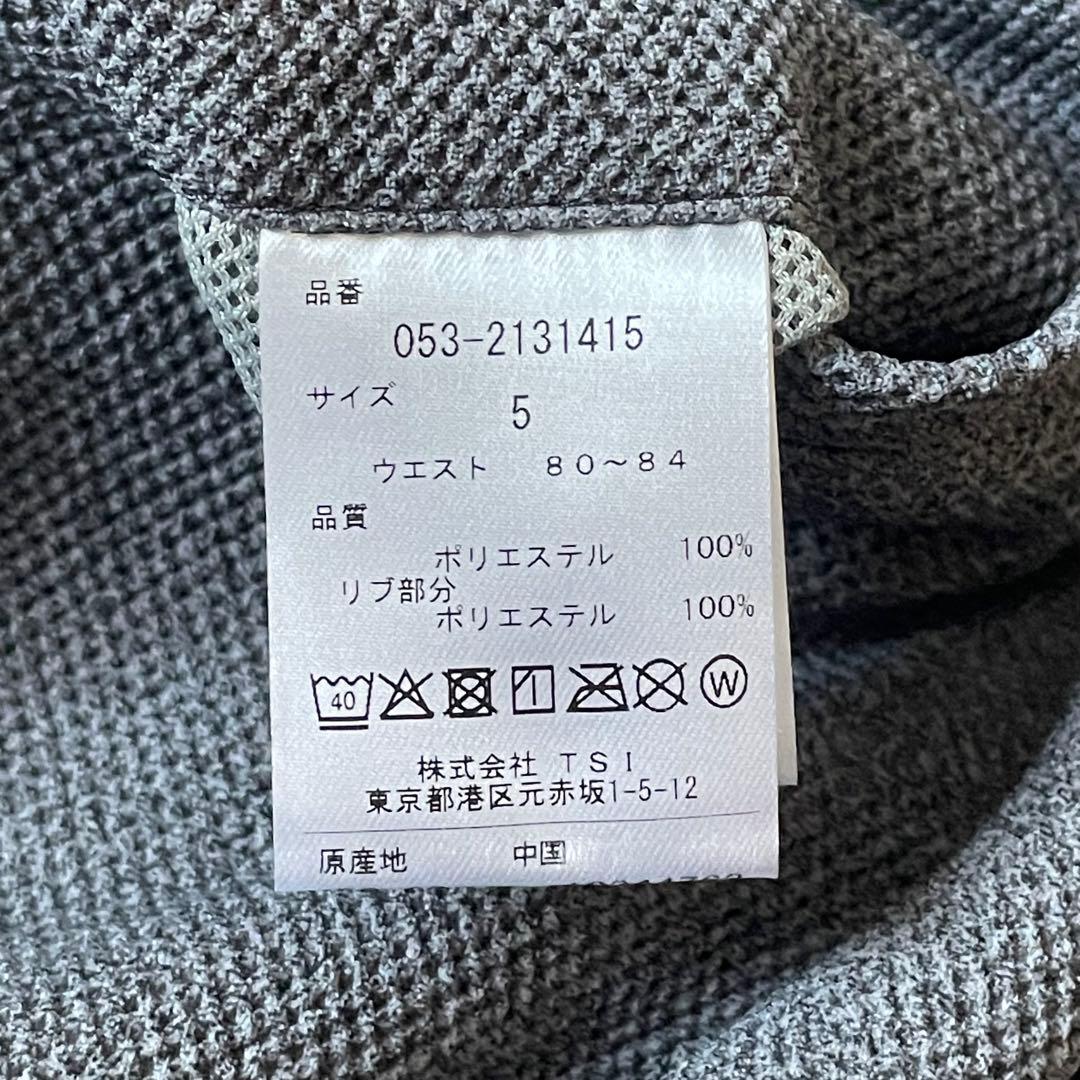 品番
053-2131415
サイズ
5
ウエスト 80～84
品質
ポリエステル 100%
リブ部分
ポリエステル 100%
40 W
株式会社 TSI
東京都港区元赤坂1-5-12
原産地 中国